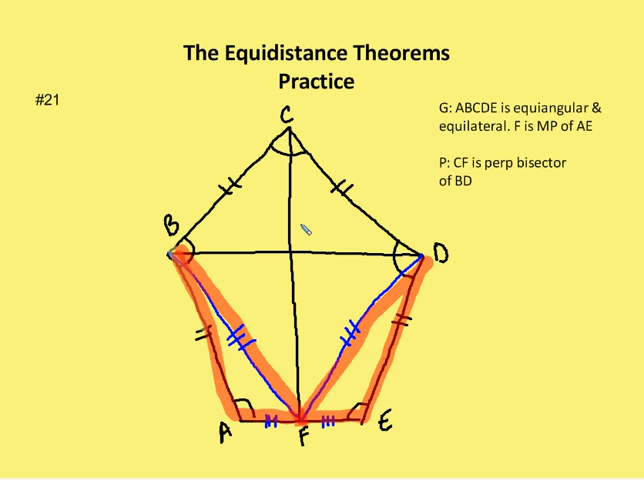 The Equidistance Theorems
Practice
#21
G: ABCDE is equiangular &
equilateral. F is MP of AE
P: CF is perp bisector
of BD
C
B
D
A
F
E